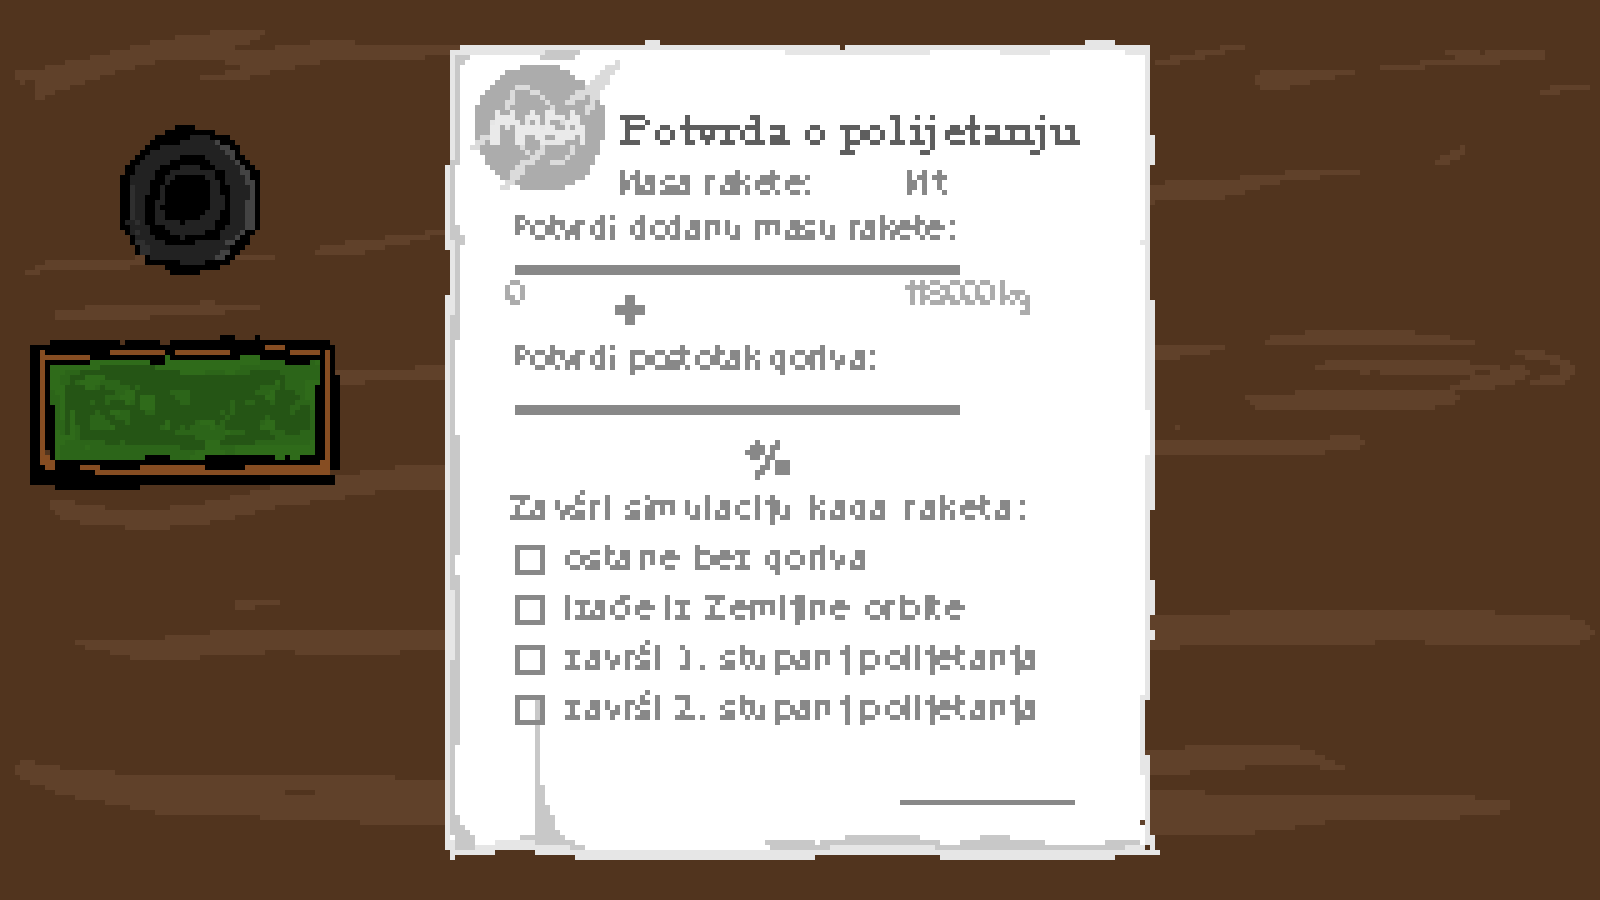 Potvrda o polijetanju
Masa rakete: Mt
Potvrdi dodanu masu rakete:
0 118000 kg
+
Potvrdi postotak goriva:
%
Završi simulaciju kada raketa:
ostane bez goriva
izađe iz Zemljine orbite
završi 1. stupanj polijetanja
završi 2. stupanj polijetanja